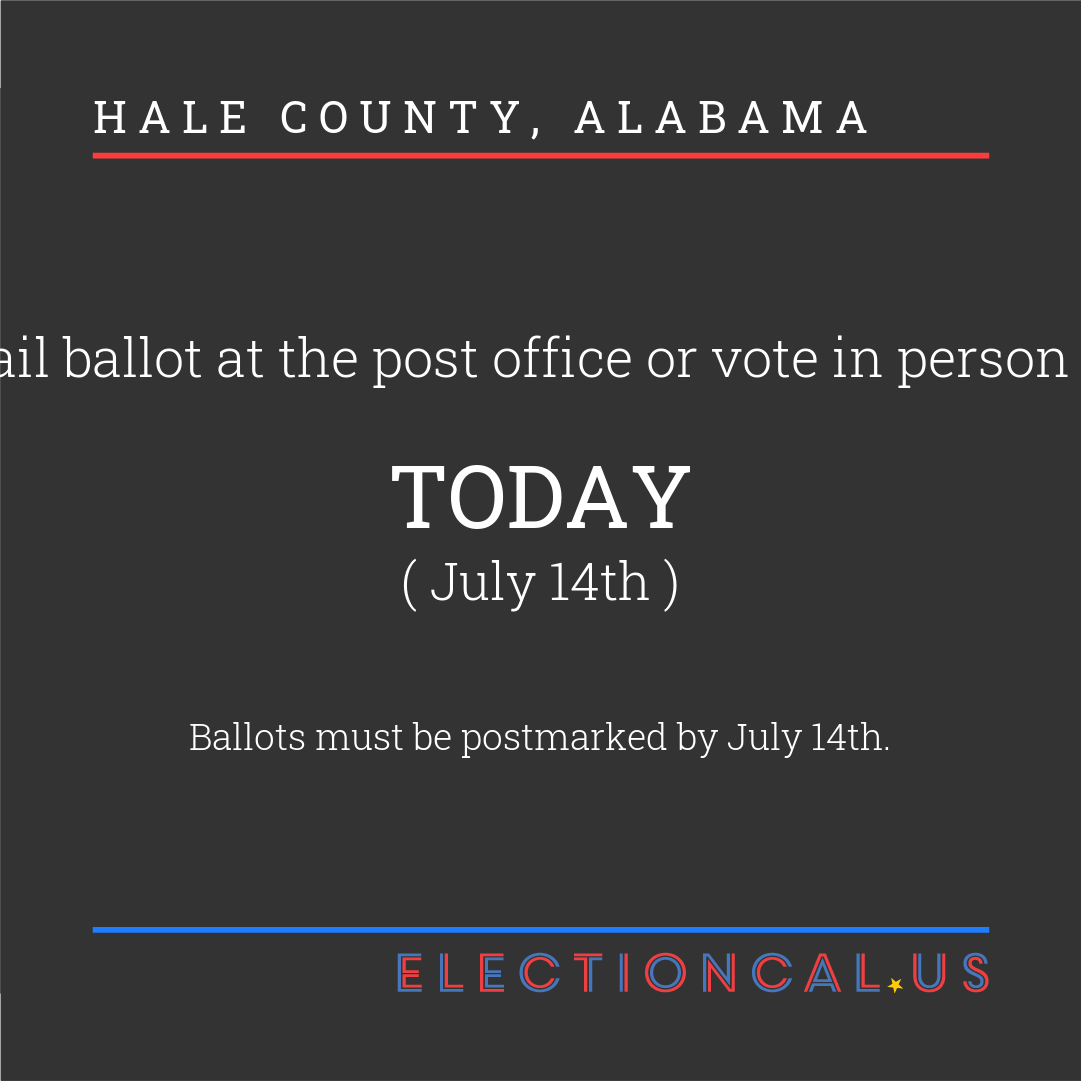 HALE COUNTY, ALABAMA
ail ballot at the post office or vote in person
TODAY
( July 14th )
Ballots must be postmarked by July 14th.
ELECTIONCAL.US